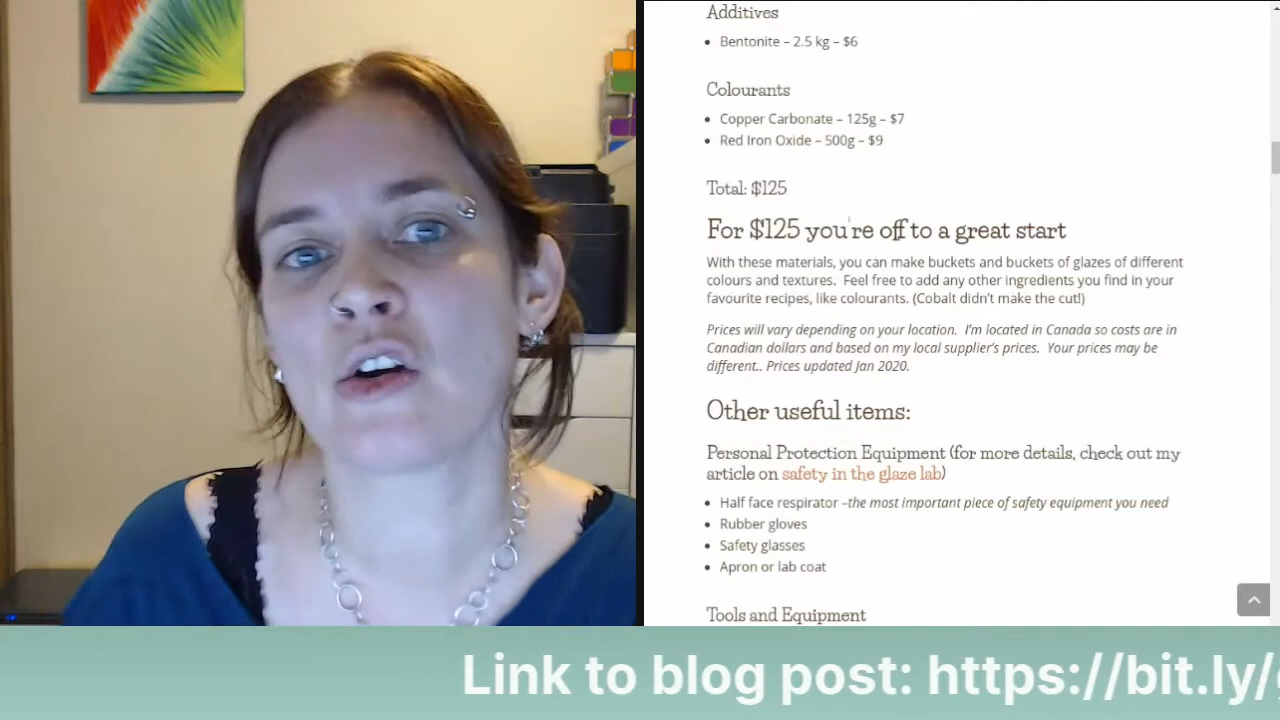 Additives
Bentonite – 2.5 kg – $6
Colourants
Copper Carbonate – 125g – $7
Red Iron Oxide – 500g – $9
Total: $125
For $125 you're off to a great start
With these materials, you can make buckets and buckets of glazes of different
colours and textures.  Feel free to add any other ingredients you find in your
favourite recipes, like colourants. (Cobalt didn't make the cut!)
Prices will vary depending on your location.  I'm located in Canada so costs are in
Canadian dollars and based on my local supplier's prices.  Your prices may be
different.. Prices updated Jan 2020.
Other useful items:
Personal Protection Equipment (for more details, check out my
article on safety in the glaze lab)
Half face respirator –the most important piece of safety equipment you need
Rubber gloves
Safety glasses
Apron or lab coat
Tools and Equipment
Link to blog post: https://bit.ly/